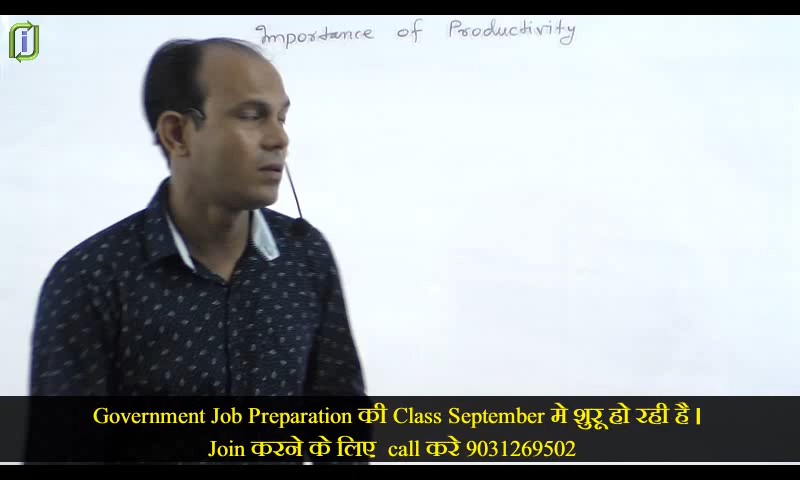 Importance of Productivity
Government Job Preparation की Class September मे शुरू हो रही है।
Join करने के लिए call करे 9031269502